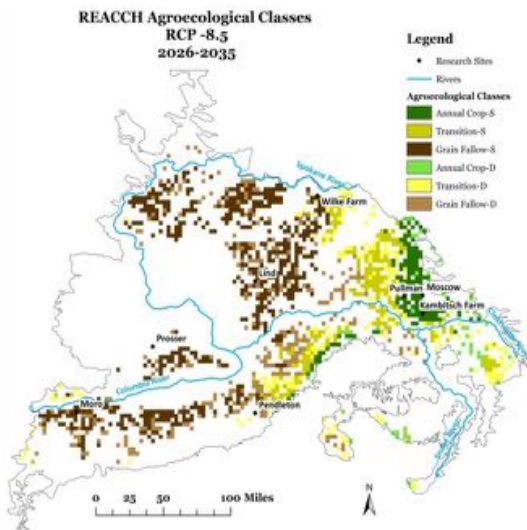 REACCH Agroecological Classes
RCP -8.5
2026-2035
Legend
Research Sites
Rivers
Agroecological Classes
Annual Crop-S
Transition-S
Grain Fallow-S
Annual Crop-D
Transition-D
Grain Fallow-D
Spokane River
Wilke Farm
Lind
Pullman
Moscow
Kambitsch Farm
Prosser
Columbia River
Moro
Pendleton
N
0 25 50 100 Miles